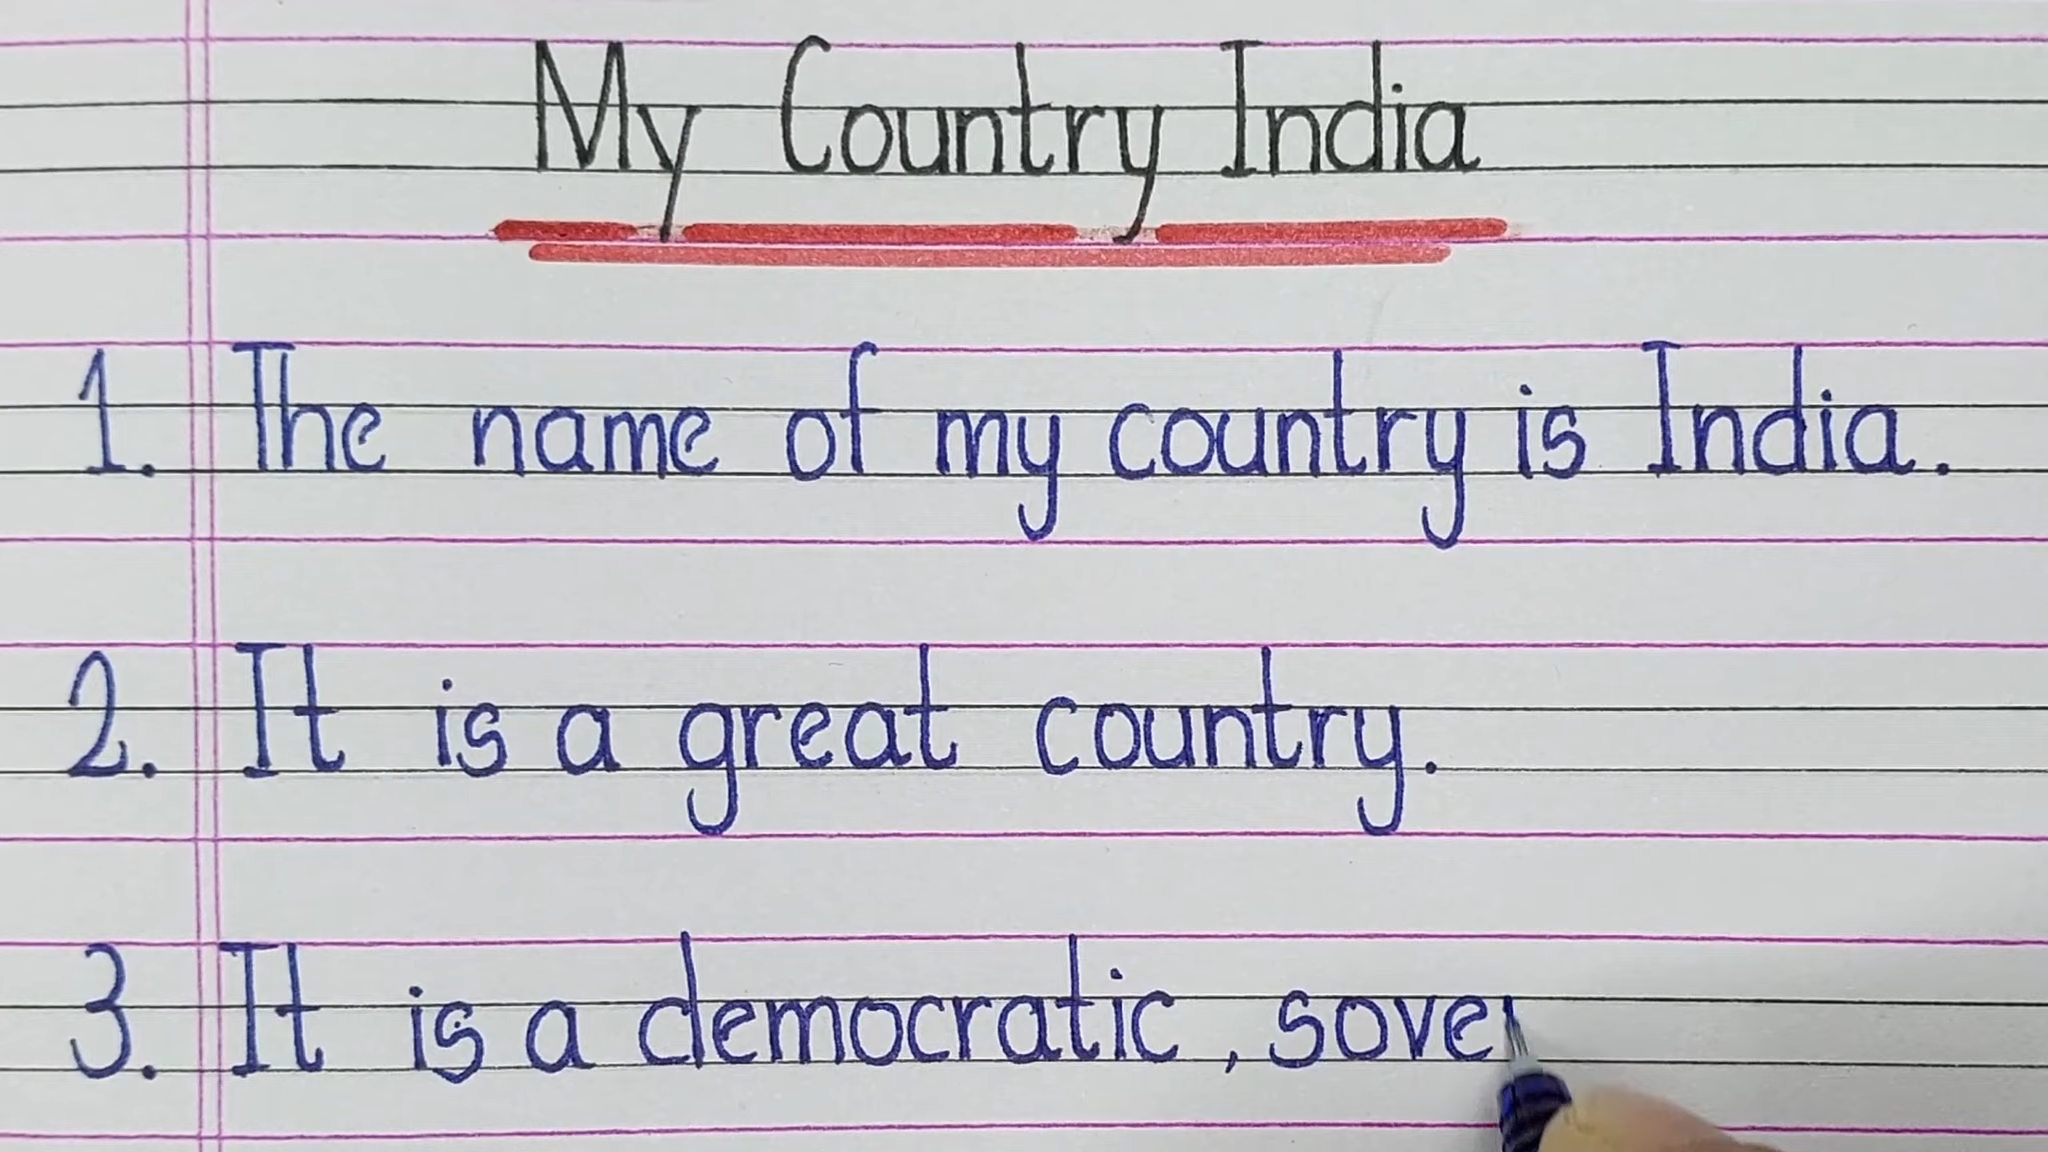 My Country India
1. The name of my country is India.
2. It is a great country.
3. It is a democratic, sove